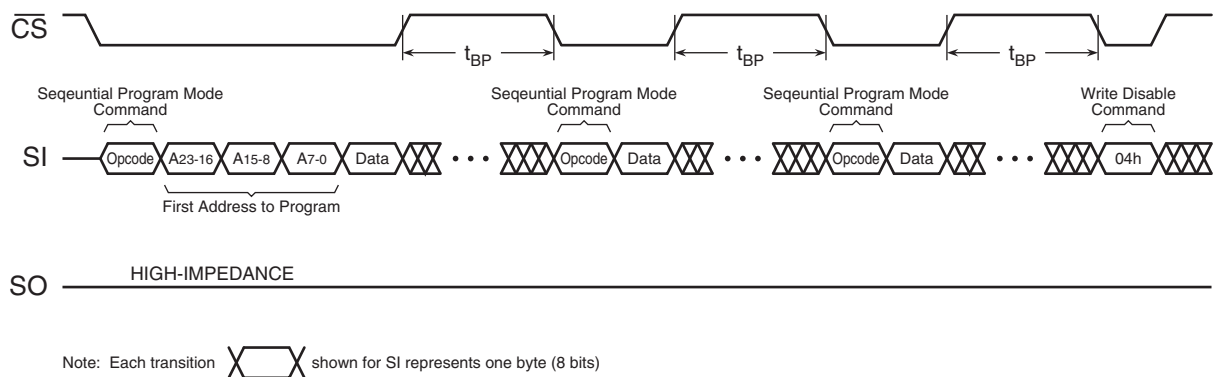 CS
tBP tBP tBP
Seqeuntial Program Mode Command Seqeuntial Program Mode Command Seqeuntial Program Mode Command Write Disable Command
SI Opcode A23-16 A15-8 A7-0 Data • • • Opcode Data • • • Opcode Data • • • 04h
First Address to Program
HIGH-IMPEDANCE
SO
Note: Each transition shown for SI represents one byte (8 bits)